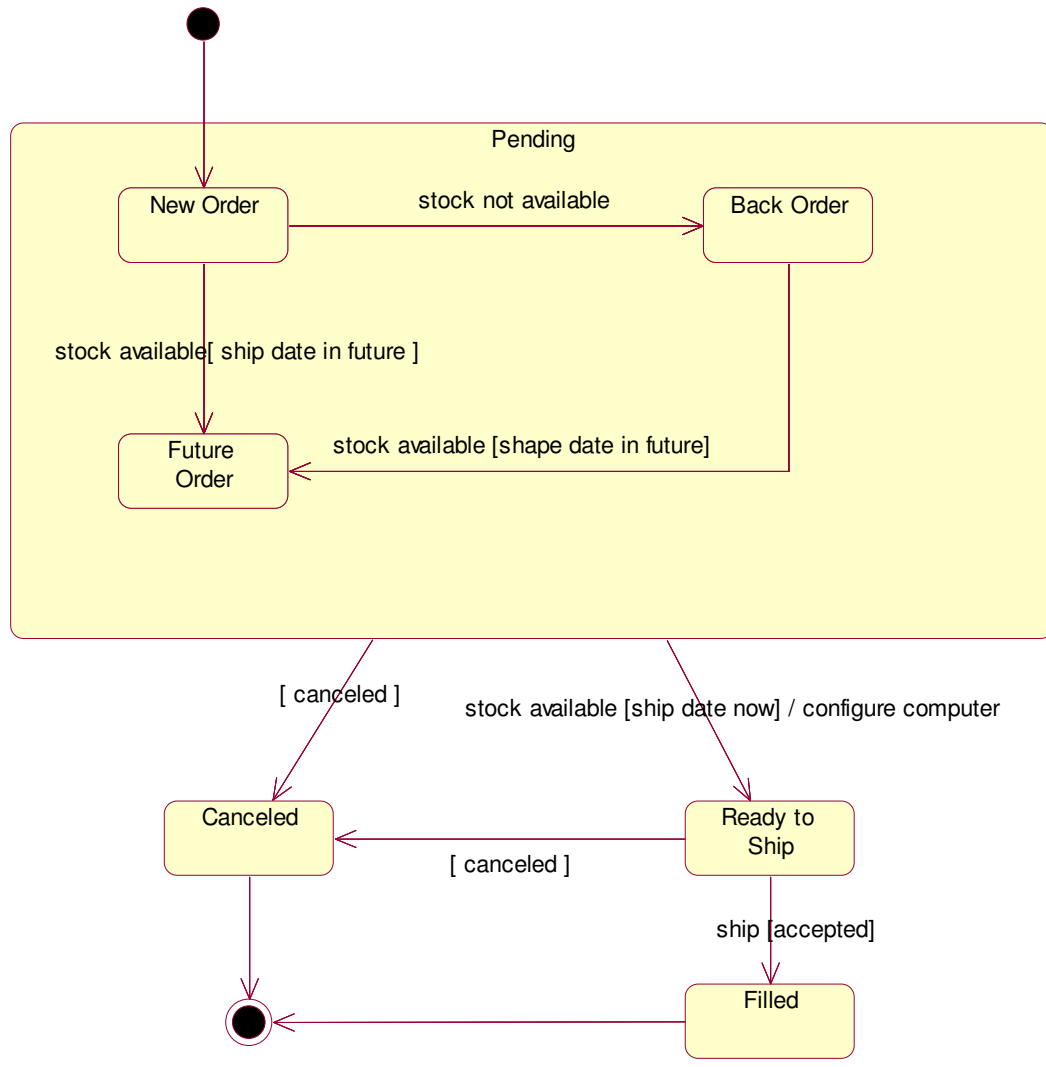 Pending
New Order
stock not available
Back Order
stock available[ ship date in future ]
Future
Order
stock available [shape date in future]
[ canceled ]
stock available [ship date now] / configure computer
Canceled
Ready to
Ship
[ canceled ]
ship [accepted]
Filled